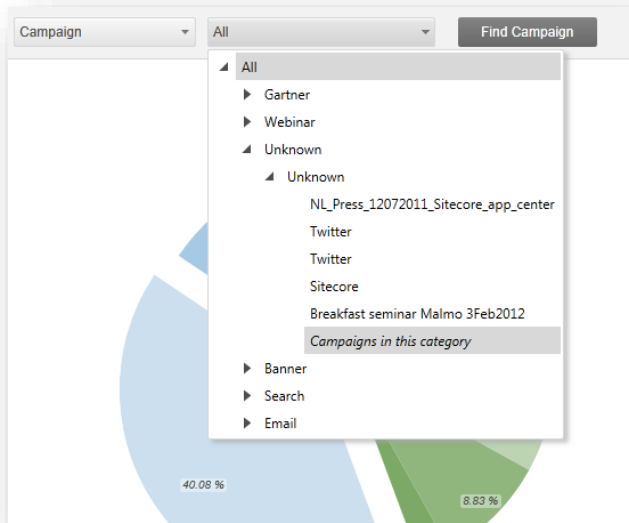 Campaign All Find Campaign
All
Gartner
Webinar
Unknown
Unknown
NL_Press_12072011_Sitecore_app_center
Twitter
Twitter
Sitecore
Breakfast seminar Malmo 3Feb2012
Campaigns in this category
Banner
Search
Email
40.08 %
8.83 %